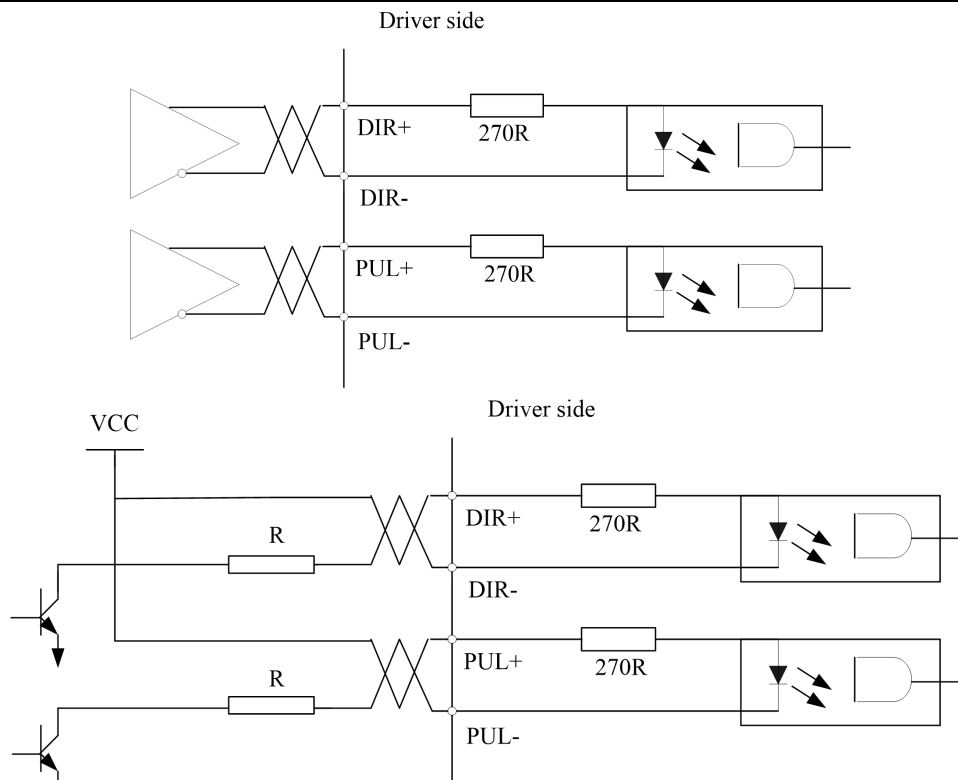 Driver side
DIR+
270R
DIR-
PUL+
270R
PUL-
Driver side
VCC
DIR+
270R
R
DIR-
PUL+
270R
R
PUL-